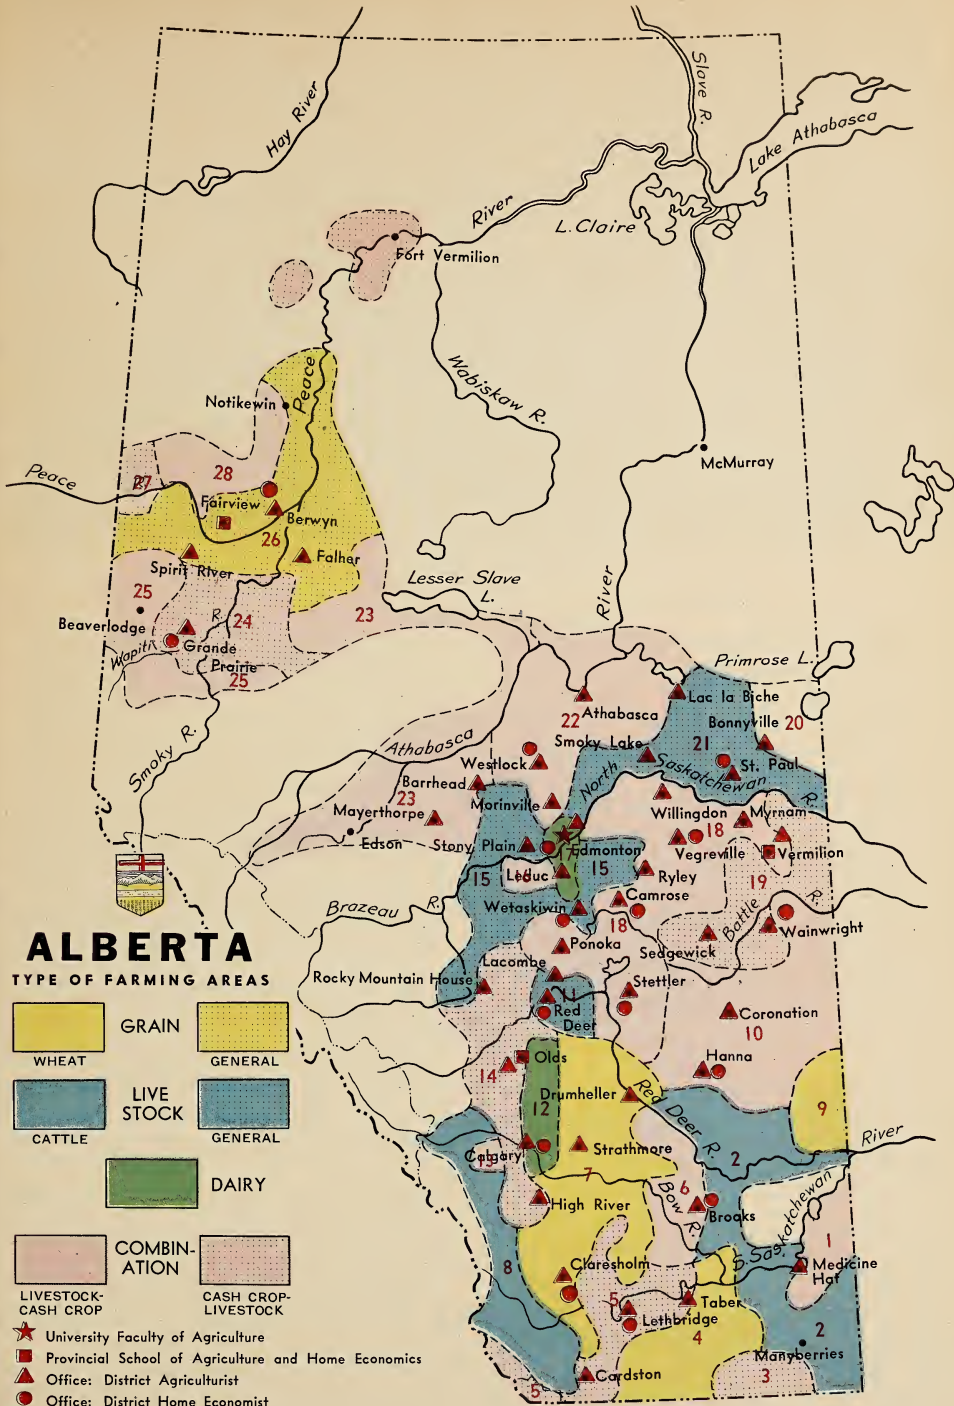 Hay River
Slave R.
Lake Athabasca
River
L. Claire
Fort Vermilion
Peace
Wabiskaw R.
Notikewin
McMurray
Peace
R.
27
28
Fairview
Berwyn
26
Falher
Spirit River
Lesser Slave
L.
River
25
Beaverlodge
R.
24
23
Wapiti
Grande
Prairie
25
Primrose L.
Lac la Biche
Athabasca
22
Bonnyville
20
Smoky R.
Athabasca
Smoky Lake
21
Westlock
St. Paul
North
Saskatchewan
R.
Barrhead
23
Morinville
Mayerthorpe
Willingdon
Myrnam
Edson
Stony Plain
Edmonton
17
18
Vegreville
Vermilion
15
Leduc
15
Ryley
19
Brazeau R.
Wetaskiwin
Camrose
18
Battle
R.
Wainwright
Ponoka
Sedgewick
Lacombe
Rocky Mountain House
Stettler
11
Red
Deer
Coronation
10
Olds
Hanna
14
12
Drumheller
Red Deer R.
9
River
Calgary
13
Strathmore
2
7
High River
6
Bow R.
Brooks
S. Saskatchewan
1
8
Claresholm
Medicine
Hat
5
Taber
Lethbridge
4
2
Manyberries
Cardston
3
5
ALBERTA
TYPE OF FARMING AREAS
GRAIN
WHEAT
GENERAL
LIVE
STOCK
CATTLE
GENERAL
DAIRY
COMBIN-
ATION
LIVESTOCK-
CASH CROP
CASH CROP-
LIVESTOCK
University Faculty of Agriculture
Provincial School of Agriculture and Home Economics
Office: District Agriculturist
Office: District Home Economist